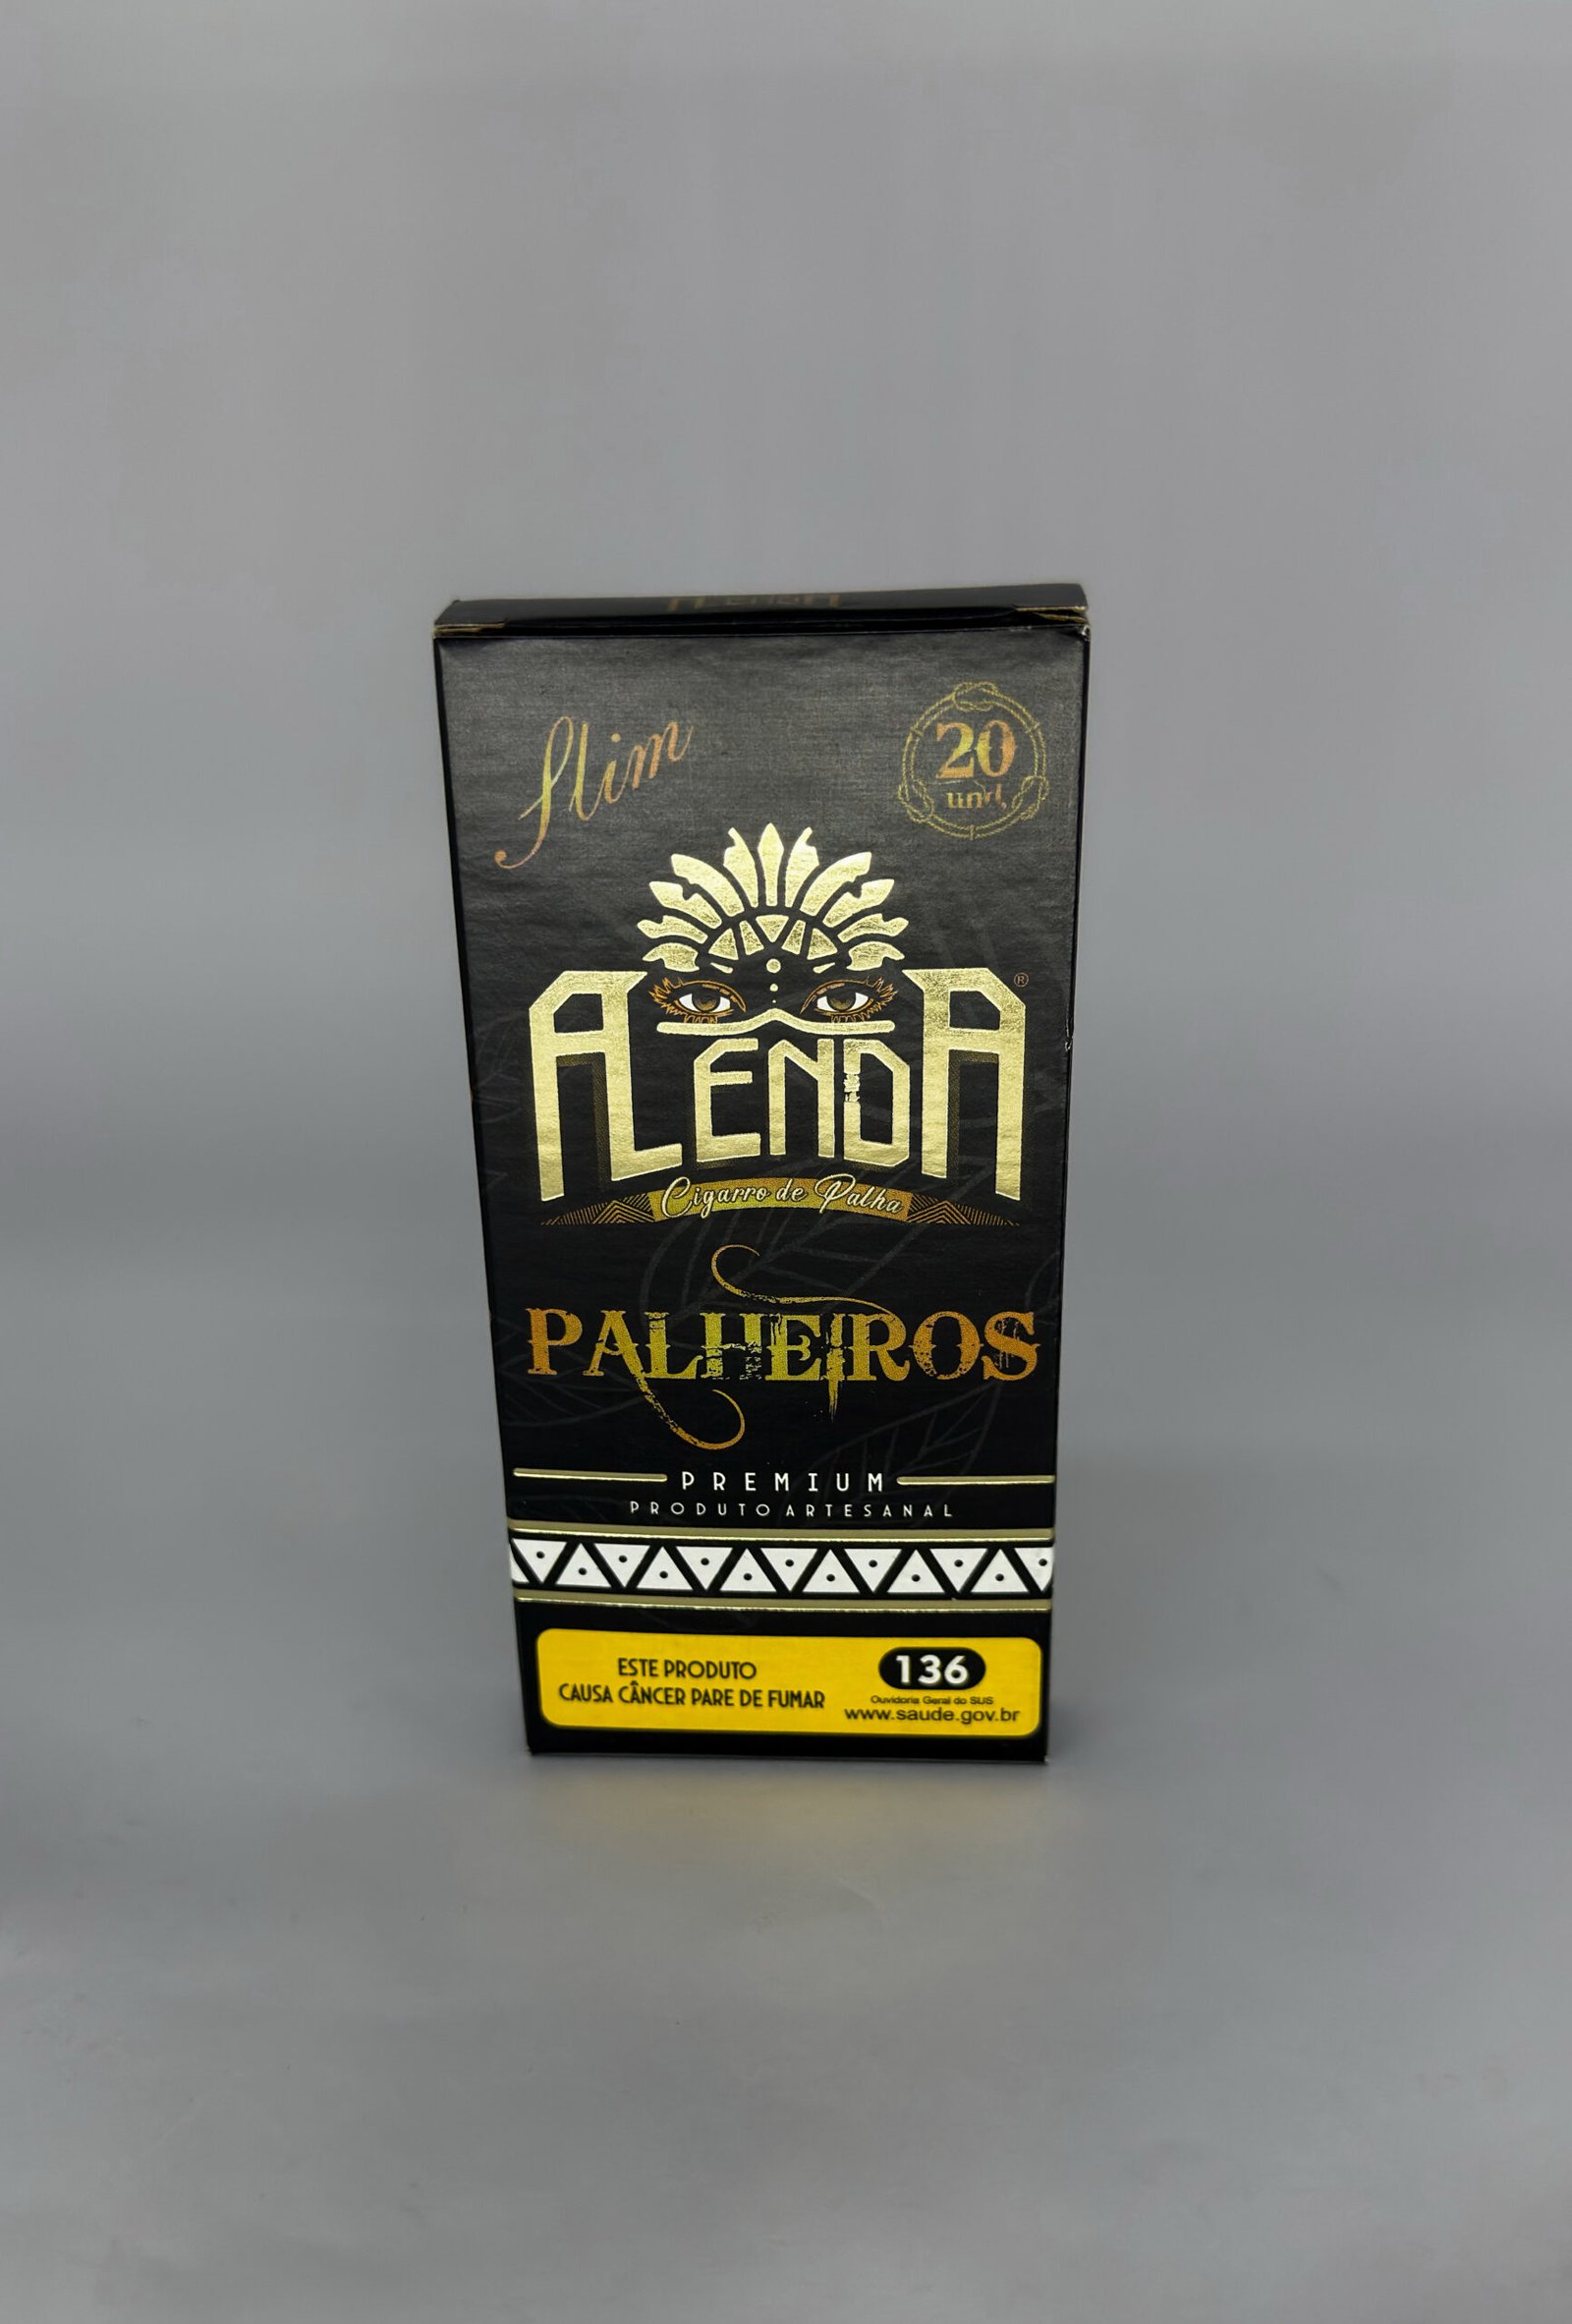 ALENDA
Slim
20
und.
ALENDA
®
Cigarro de Palha
PALHEIROS
PREMIUM
PRODUTO ARTESANAL
ESTE PRODUTO
CAUSA CÂNCER PARE DE FUMAR
136
Ouvidoria Geral do SUS
www.saude.gov.br